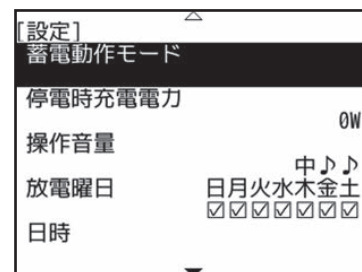 [設定]
蓄電動作モード
停電時充電電力
0W
操作音量
中♪♪
放電曜日 日月火水木金土
☑☑☑☑☑☑☑
日時